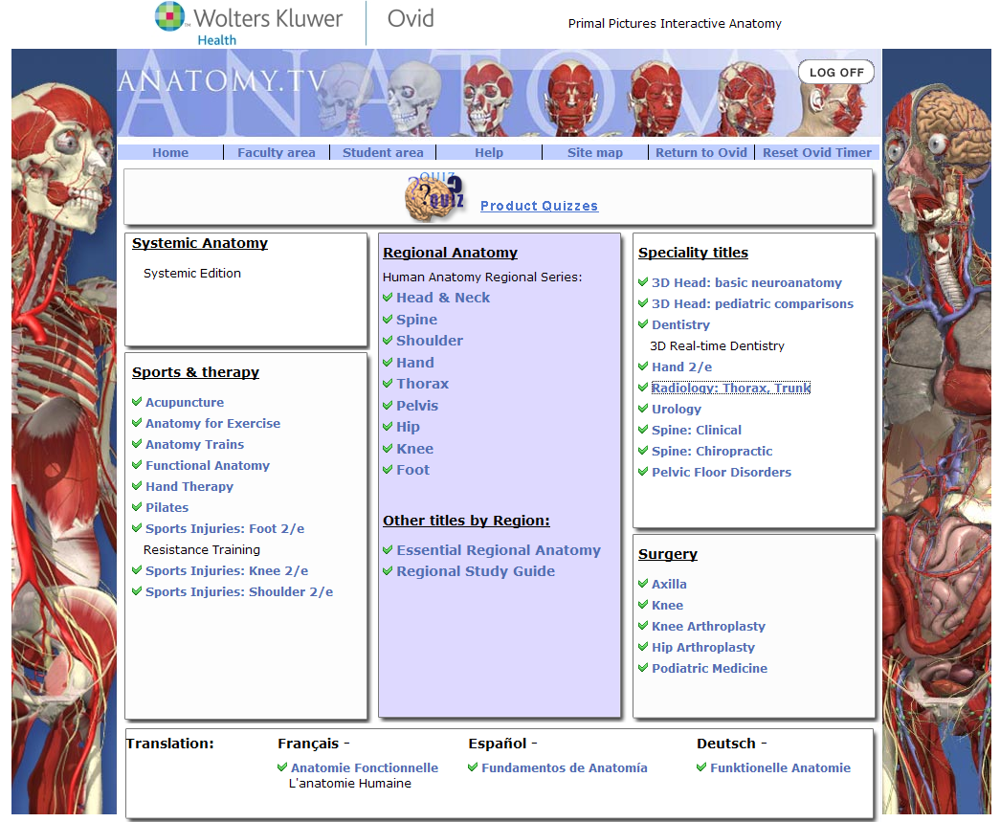 Wolters Kluwer
Health
Ovid
Primal Pictures Interactive Anatomy
ANATOMY
ANATOMY.TV
LOG OFF
Home
Faculty area
Student area
Help
Site map
Return to Ovid
Reset Ovid Timer
QUIZ
? ? QUIZ
Product Quizzes
Systemic Anatomy
Systemic Edition
Sports & therapy
Acupuncture
Anatomy for Exercise
Anatomy Trains
Functional Anatomy
Hand Therapy
Pilates
Sports Injuries: Foot 2/e
Resistance Training
Sports Injuries: Knee 2/e
Sports Injuries: Shoulder 2/e
Regional Anatomy
Human Anatomy Regional Series:
Head & Neck
Spine
Shoulder
Hand
Thorax
Pelvis
Hip
Knee
Foot
Other titles by Region:
Essential Regional Anatomy
Regional Study Guide
Speciality titles
3D Head: basic neuroanatomy
3D Head: pediatric comparisons
Dentistry
3D Real-time Dentistry
Hand 2/e
Radiology: Thorax, Trunk
Urology
Spine: Clinical
Spine: Chiropractic
Pelvic Floor Disorders
Surgery
Axilla
Knee
Knee Arthroplasty
Hip Arthroplasty
Podiatric Medicine
Translation:
Français -
Anatomie Fonctionnelle
L'anatomie Humaine
Español -
Fundamentos de Anatomía
Deutsch -
Funktionelle Anatomie